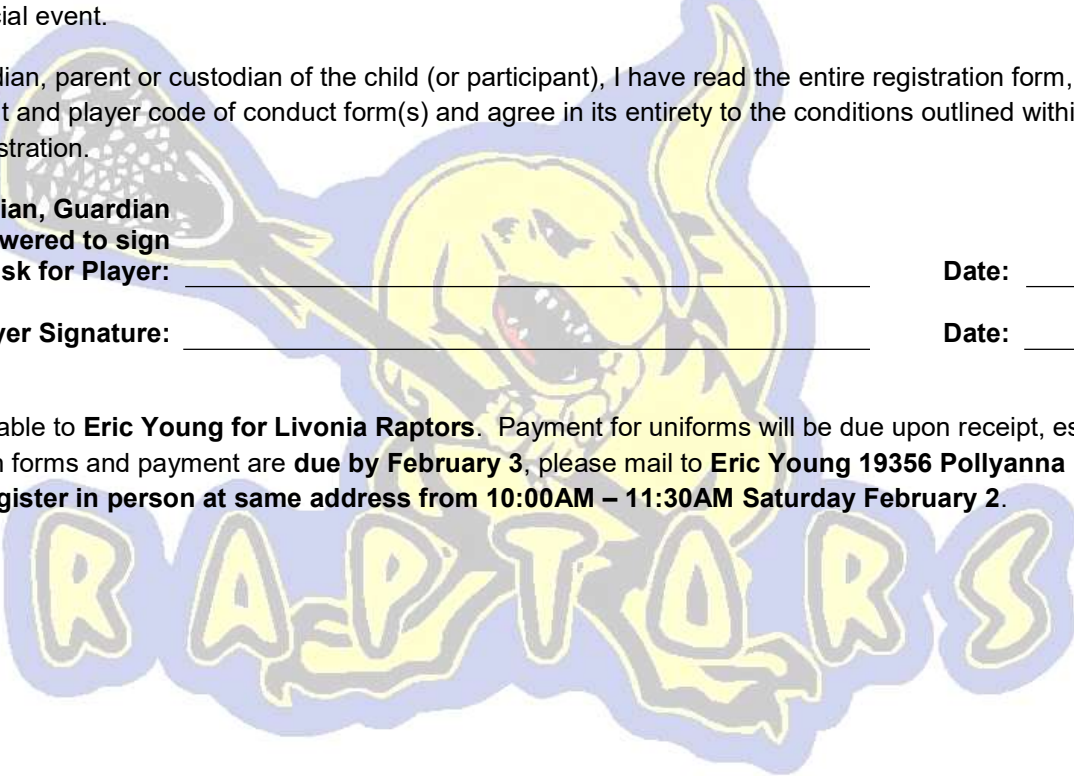 cial event.
dian, parent or custodian of the child (or participant), I have read the entire registration form,
t and player code of conduct form(s) and agree in its entirety to the conditions outlined withi
stration.
ian, Guardian
wered to sign
sk for Player: Date:
yer Signature: Date:
able to Eric Young for Livonia Raptors. Payment for uniforms will be due upon receipt, es
n forms and payment are due by February 3, please mail to Eric Young 19356 Pollyanna
gister in person at same address from 10:00AM – 11:30AM Saturday February 2.
RAPTORS